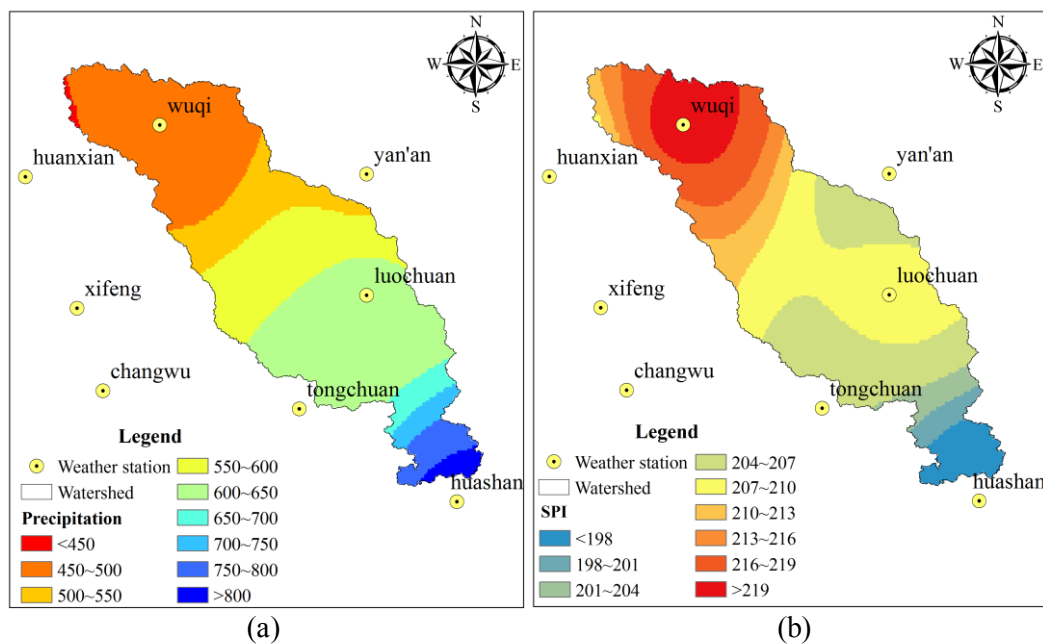 N
W E
S
wuqi
huanxian
yan'an
luochuan
xifeng
changwu
tongchuan
huashan
Legend
Weather station
Watershed
Precipitation
<450
450~500
500~550
550~600
600~650
650~700
700~750
750~800
>800
(a)
N
W E
S
wuqi
huanxian
yan'an
luochuan
xifeng
changwu
tongchuan
huashan
Legend
Weather station
Watershed
SPI
<198
198~201
201~204
204~207
207~210
210~213
213~216
216~219
>219
(b)